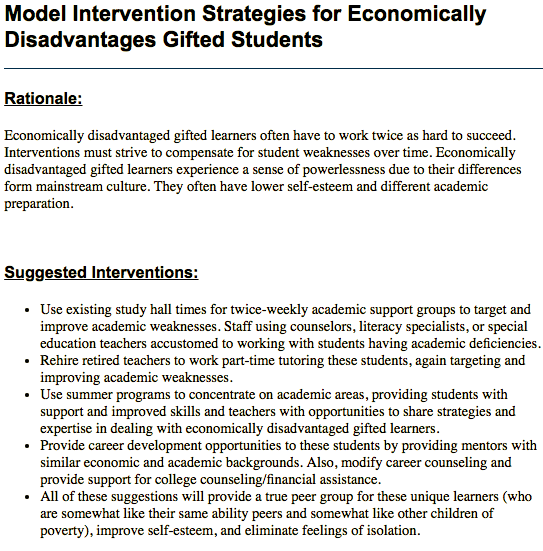 Model Intervention Strategies for Economically
Disadvantages Gifted Students
Rationale:
Economically disadvantaged gifted learners often have to work twice as hard to succeed.
Interventions must strive to compensate for student weaknesses over time. Economically
disadvantaged gifted learners experience a sense of powerlessness due to their differences
form mainstream culture. They often have lower self-esteem and different academic
preparation.
Suggested Interventions:
• Use existing study hall times for twice-weekly academic support groups to target and
improve academic weaknesses. Staff using counselors, literacy specialists, or special
education teachers accustomed to working with students having academic deficiencies.
• Rehire retired teachers to work part-time tutoring these students, again targeting and
improving academic weaknesses.
• Use summer programs to concentrate on academic areas, providing students with
support and improved skills and teachers with opportunities to share strategies and
expertise in dealing with economically disadvantaged gifted learners.
• Provide career development opportunities to these students by providing mentors with
similar economic and academic backgrounds. Also, modify career counseling and
provide support for college counseling/financial assistance.
• All of these suggestions will provide a true peer group for these unique learners (who
are somewhat like their same ability peers and somewhat like other children of
poverty), improve self-esteem, and eliminate feelings of isolation.